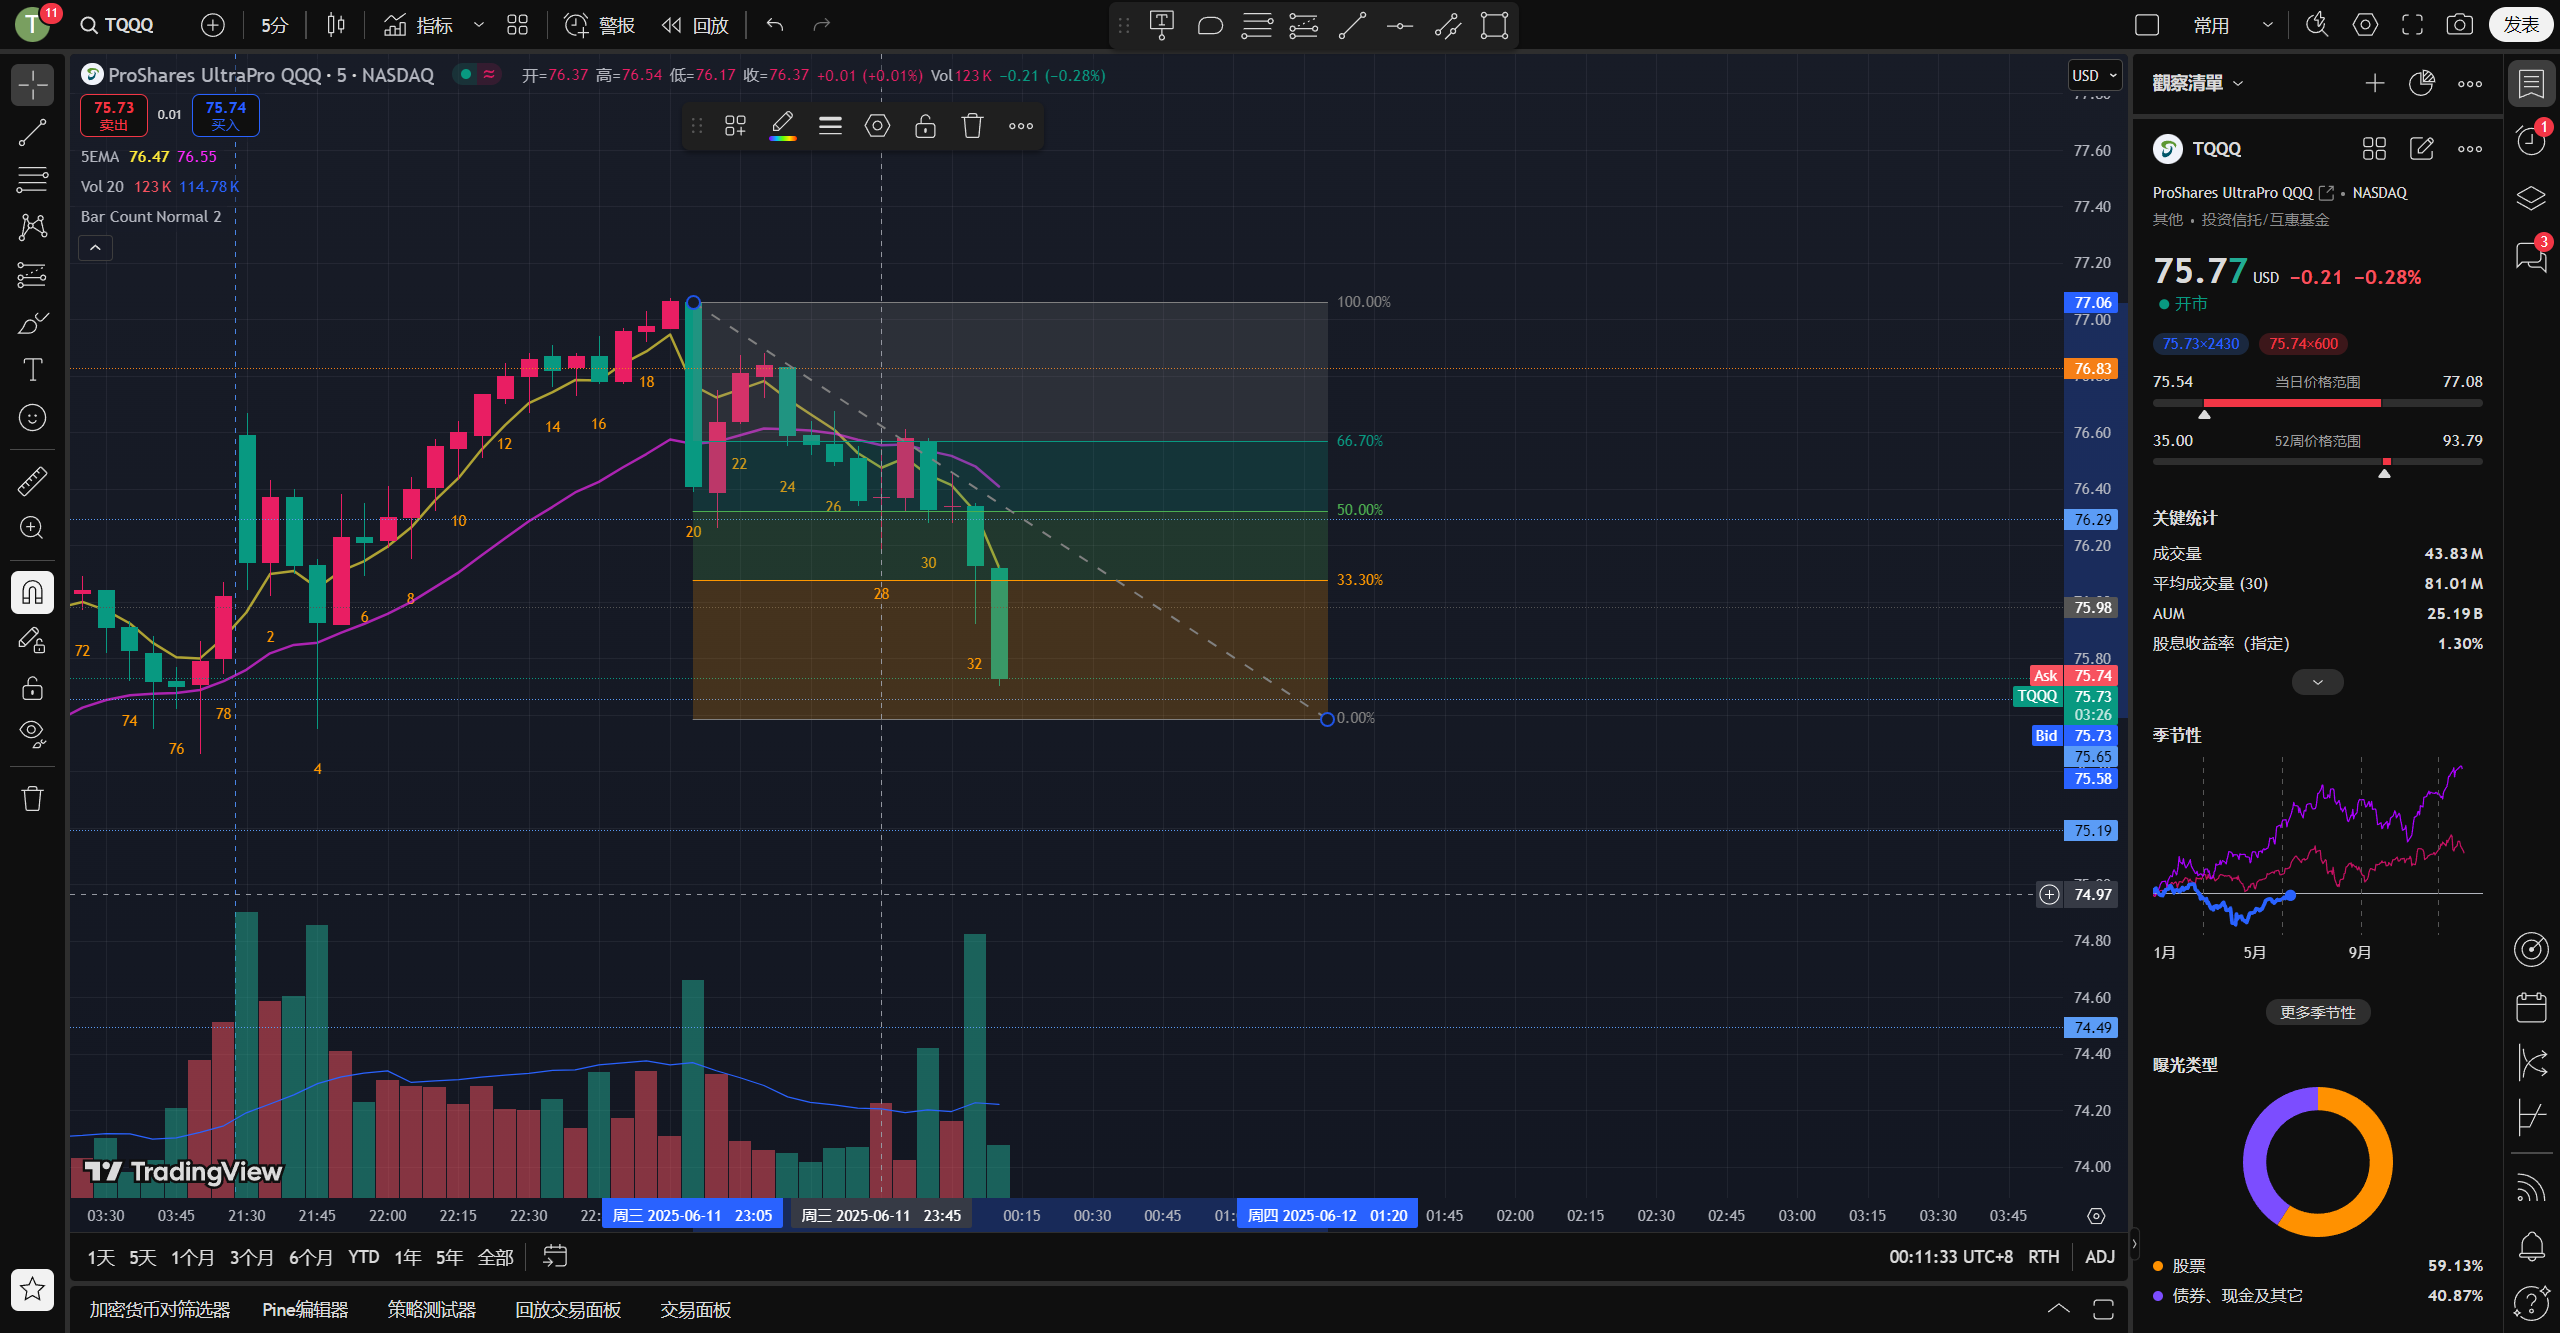 T 11 TQQQ 5分 指标 警报 回放 常用 发表
ProShares UltraPro QQQ · 5 · NASDAQ 开=76.37 高=76.54 低=76.17 收=76.37 +0.01 (+0.01%) Vol 123 K −0.21 (−0.28%)
USD
75.73 卖出 0.01 75.74 买入
5EMA 76.47 76.55
Vol 20 123 K 114.78 K
Bar Count Normal 2
77.60
77.40
77.20
77.06
77.00
76.83
76.60
76.40
76.29
76.20
75.98
75.80
Ask 75.74
TQQQ 75.73
03:26
Bid 75.73
75.65
75.58
75.19
74.97
74.80
74.60
74.49
74.40
74.20
74.00
100.00%
66.70%
50.00%
33.30%
0.00%
72 74 76 78 2 4 6 8 10 12 14 16 18 20 22 24 26 28 30 32
TradingView
03:30 03:45 21:30 21:45 22:00 22:15 22:30 22: 周三 2025-06-11 23:05 周三 2025-06-11 23:45 00:15 00:30 00:45 01: 周四 2025-06-12 01:20 01:45 02:00 02:15 02:30 02:45 03:00 03:15 03:30 03:45
1天 5天 1个月 3个月 6个月 YTD 1年 5年 全部 00:11:33 UTC+8 RTH ADJ
加密货币对筛选器 Pine编辑器 策略测试器 回放交易面板 交易面板
觀察清單
TQQQ
ProShares UltraPro QQQ • NASDAQ
其他 • 投资信托/互惠基金
75.77 USD −0.21 −0.28%
开市
75.73×2430 75.74×600
75.54 当日价格范围 77.08
35.00 52周价格范围 93.79
关键统计
成交量 43.83 M
平均成交量 (30) 81.01 M
AUM 25.19 B
股息收益率（指定） 1.30%
季节性
1月 5月 9月
更多季节性
曝光类型
股票 59.13%
债券、现金及其它 40.87%
1
3